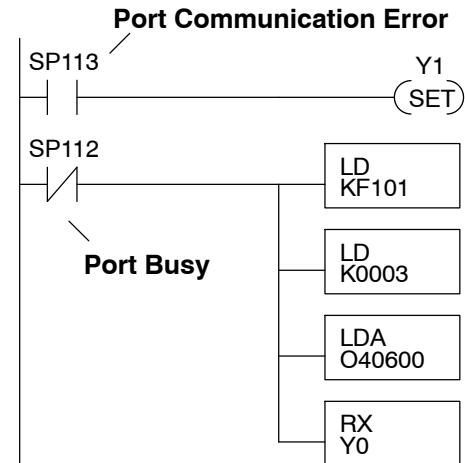 Port Communication Error
SP113
Y1
SET
SP112
LD
KF101
Port Busy
LD
K0003
LDA
O40600
RX
Y0